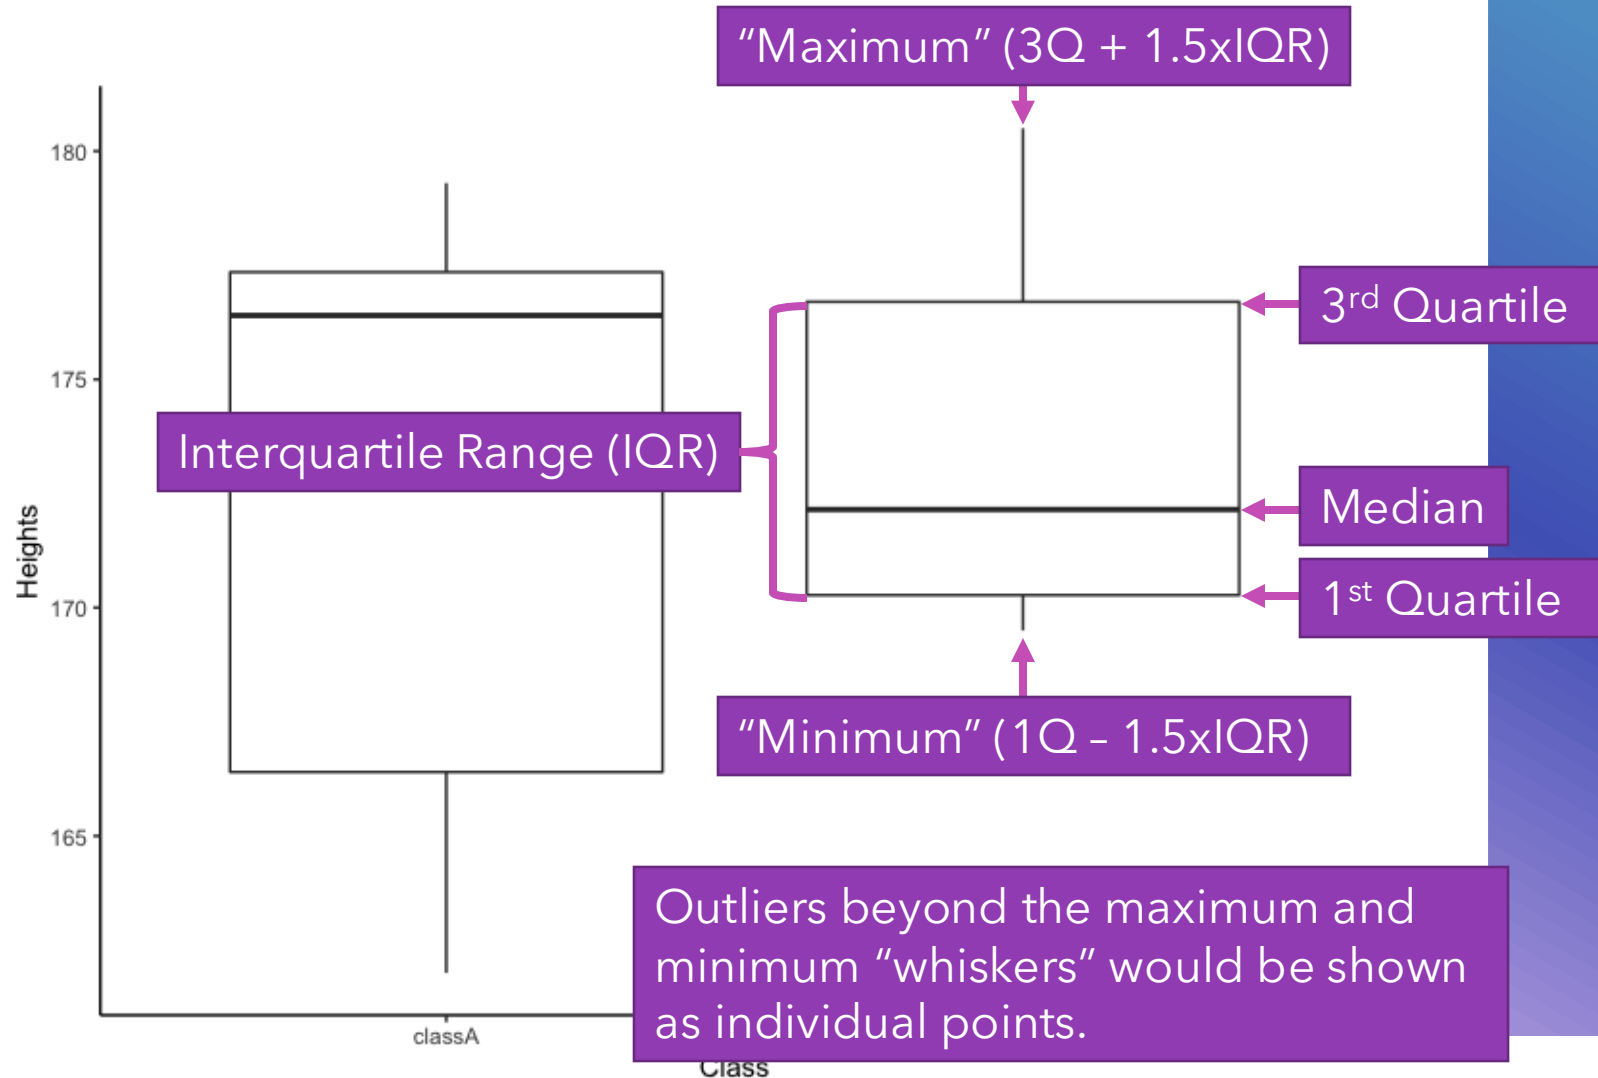 “Maximum” (3Q + 1.5xIQR)
180
175
170
165
Heights
3rd Quartile
Interquartile Range (IQR)
Median
1st Quartile
“Minimum” (1Q – 1.5xIQR)
Outliers beyond the maximum and
minimum “whiskers” would be shown
as individual points.
classA
Class